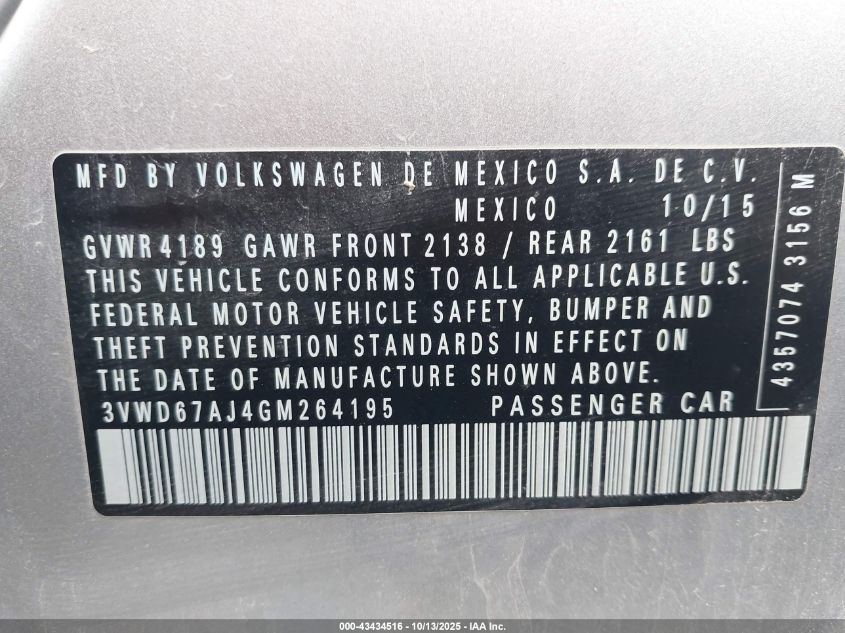 MFD BY VOLKSWAGEN DE MEXICO S.A. DE C.V.
MEXICO 10/15
GVWR 4189 GAWR FRONT 2138 / REAR 2161 LBS
THIS VEHICLE CONFORMS TO ALL APPLICABLE U.S.
FEDERAL MOTOR VEHICLE SAFETY, BUMPER AND
THEFT PREVENTION STANDARDS IN EFFECT ON
THE DATE OF MANUFACTURE SHOWN ABOVE.
3VWD67AJ4GM264195 PASSENGER CAR
4357074 3156 M
000-43434516 - 10/13/2025 - IAA Inc.